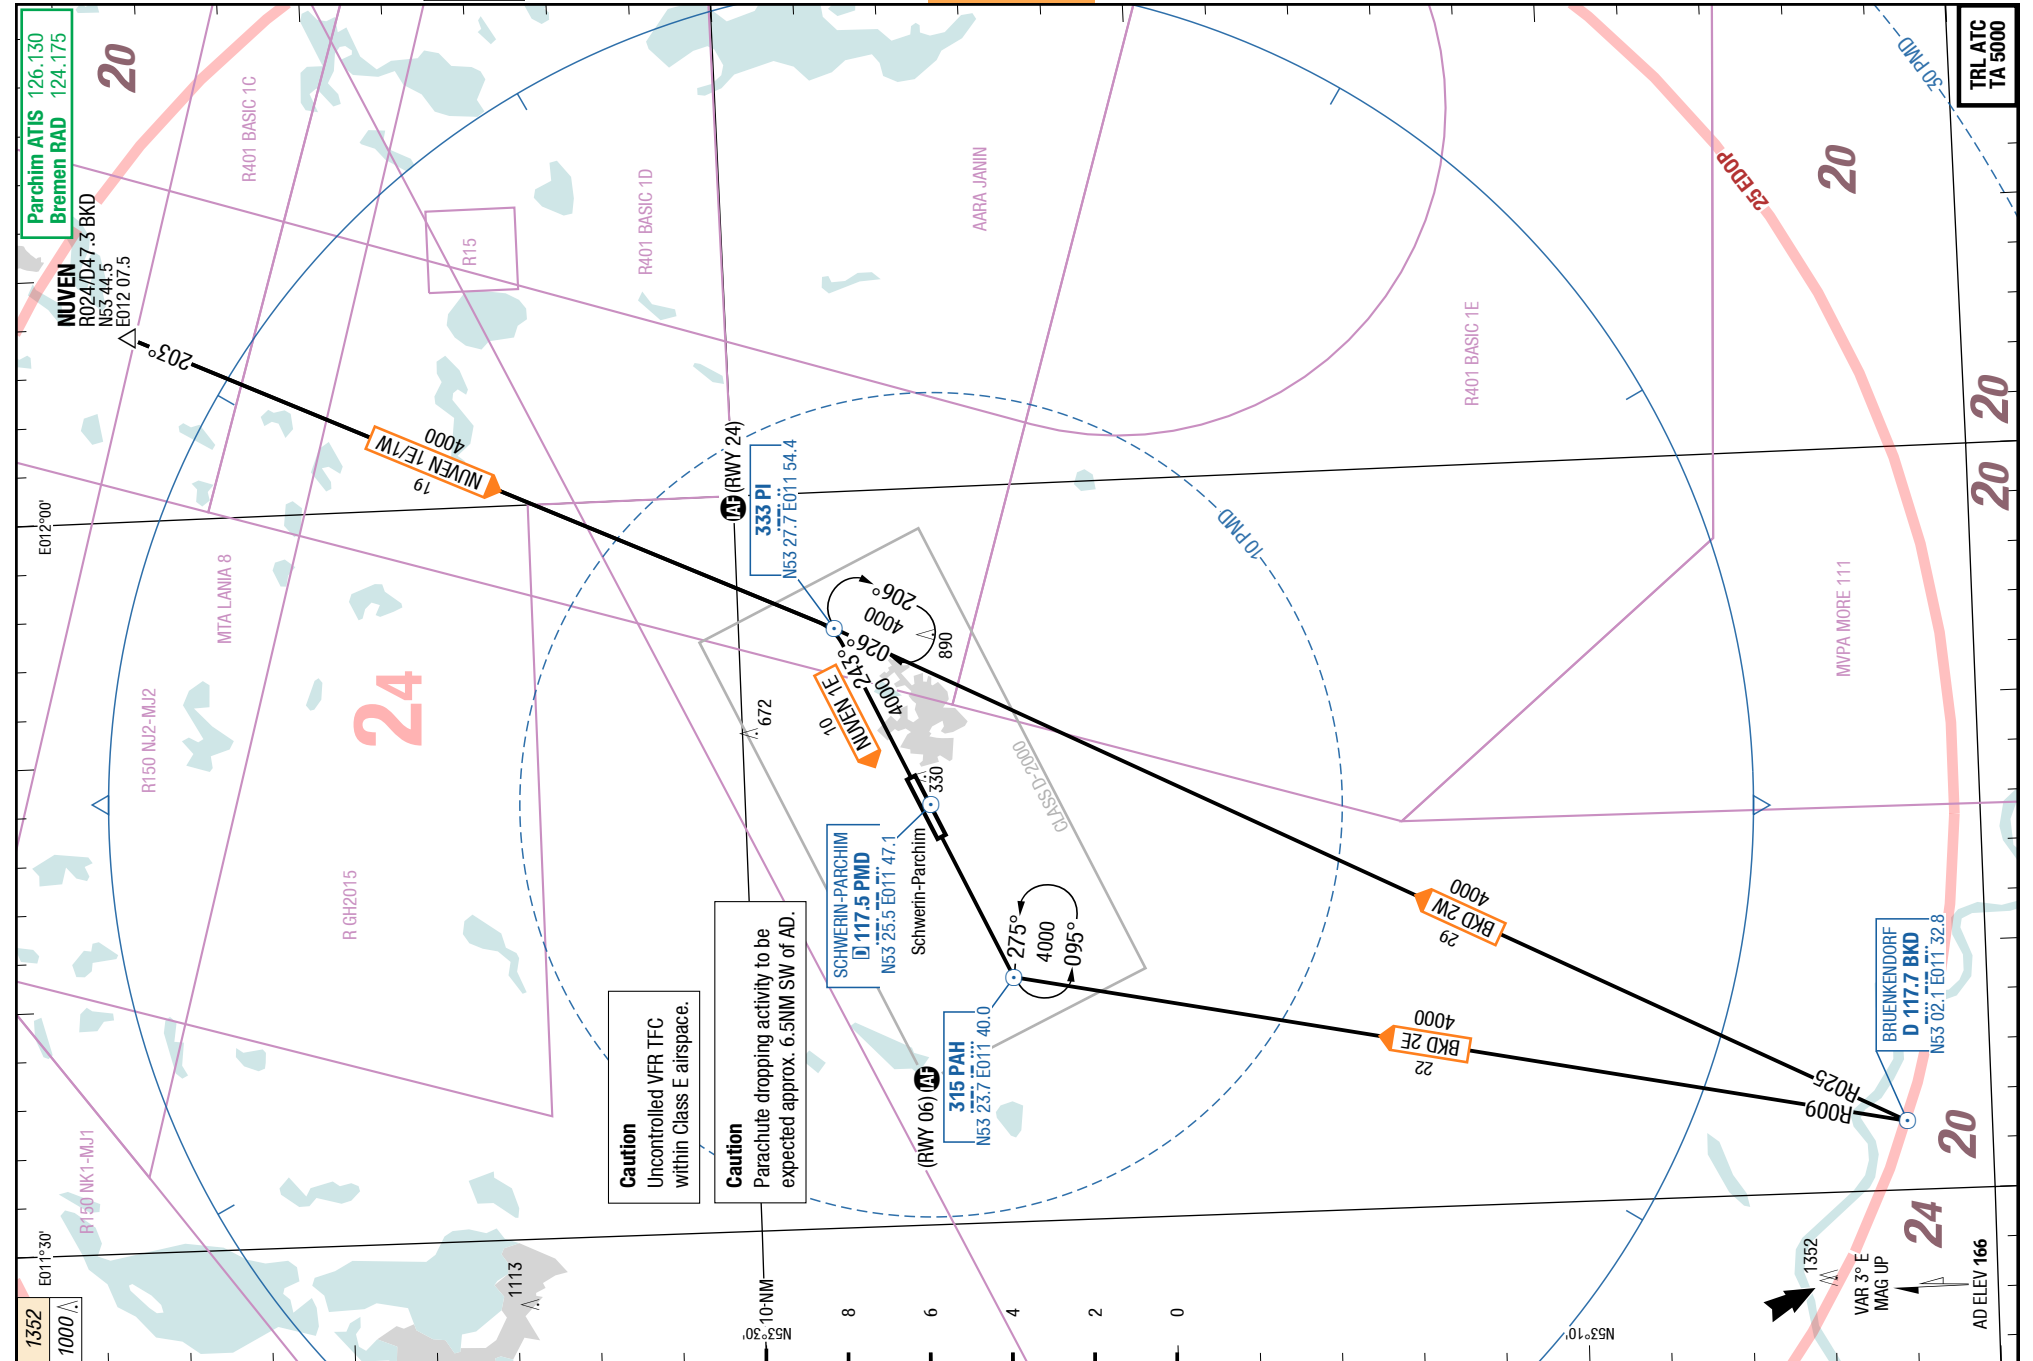 Parchim ATIS 126.130
Bremen RAD 124.175
20
R401 BASIC 1C
NUVEN
R024/D47.3 BKD
N53 44.5
E012 07.5
203°
R15
R401 BASIC 1D
AARA JANIN
R401 BASIC 1E
25 EDOP
30 PMD
TRL ATC
TA 5000
20
20
20
4000
NUVEN 1E/1W
19
E012°00'
MTA LANIA 8
24
R150 NJ2-MJ2
R GH2015
R150 NK1-MJ1
E011°30'
1352
1000
1113
IAF (RWY 24)
333 PI
N53 27.7 E011 54.4
206°
4000
026°
890
243°
4000
NUVEN 1E
10
672
330
10 PMD
CLASS D-2000
MVPA MORE 111
SCHWERIN-PARCHIM
D 117.5 PMD
N53 25.5 E011 47.1
Schwerin-Parchim
275°
4000
095°
(RWY 06) IAF
315 PAH
N53 23.7 E011 40.0
Caution
Uncontrolled VFR TFC
within Class E airspace.
Caution
Parachute dropping activity to be
expected approx. 6.5NM SW of AD.
4000
BKD 2W
29
4000
BKD 2E
22
R025
R009
BRUENKENDORF
D 117.7 BKD
N53 02.1 E011 32.8
20
24
1352
VAR 3° E
MAG UP
AD ELEV 166
N53°30'
10 NM
8
6
4
2
0
N53°10'